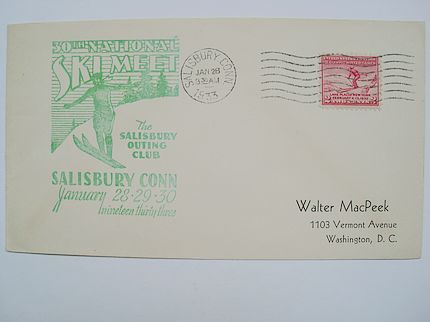 30TH NATIONAL
SKI MEET
The
SALISBURY
OUTING
CLUB
SALISBURY CONN
January 28-29-30
nineteen thirty three
SALISBURY CONN.
JAN 28
1933
Walter MacPeek
1103 Vermont Avenue
Washington, D. C.